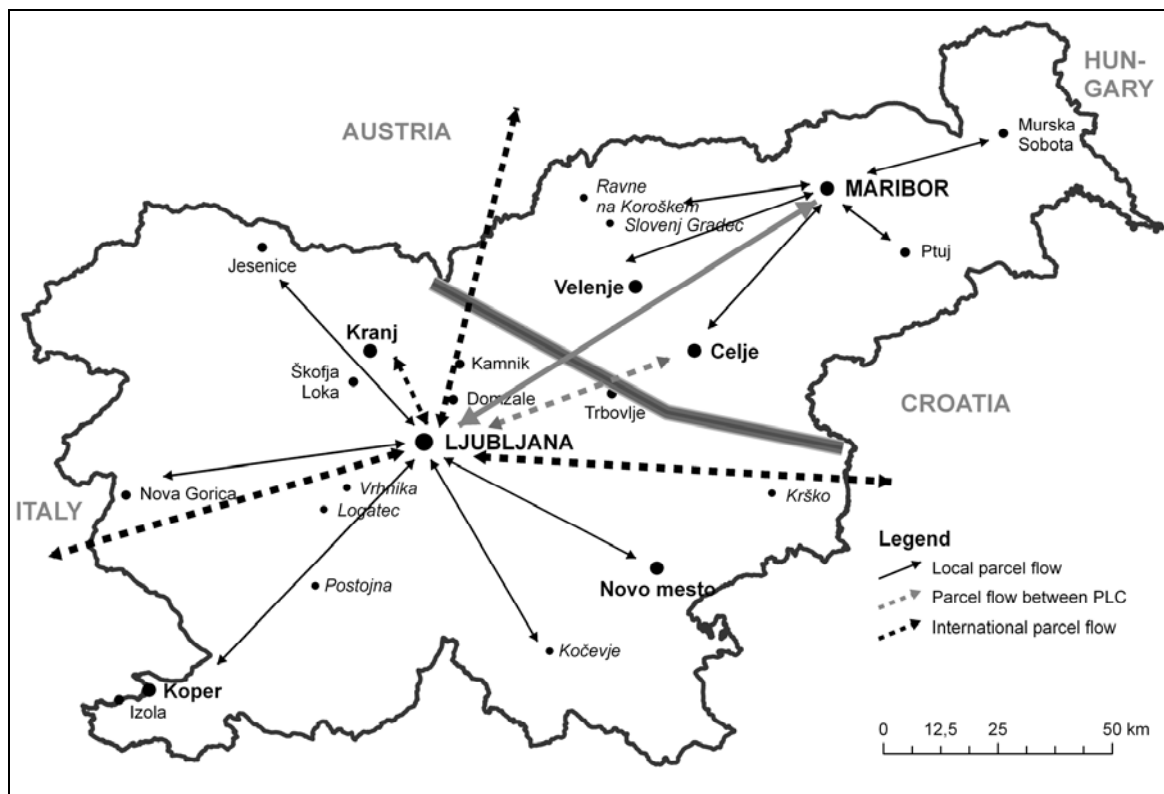 HUN-
GARY
AUSTRIA
Murska
Sobota
Ravne
na Koroškem
MARIBOR
Slovenj Gradec
Ptuj
Jesenice
Velenje
Kranj
Celje
Kamnik
Škofja
Loka
Domzale
Trbovlje
CROATIA
LJUBLJANA
Nova Gorica
Vrhnika
Krško
ITALY
Logatec
Legend
Local parcel flow
Postojna
Novo mesto
Parcel flow between PLC
International parcel flow
Kočevje
Koper
Izola
0 12,5 25 50 km